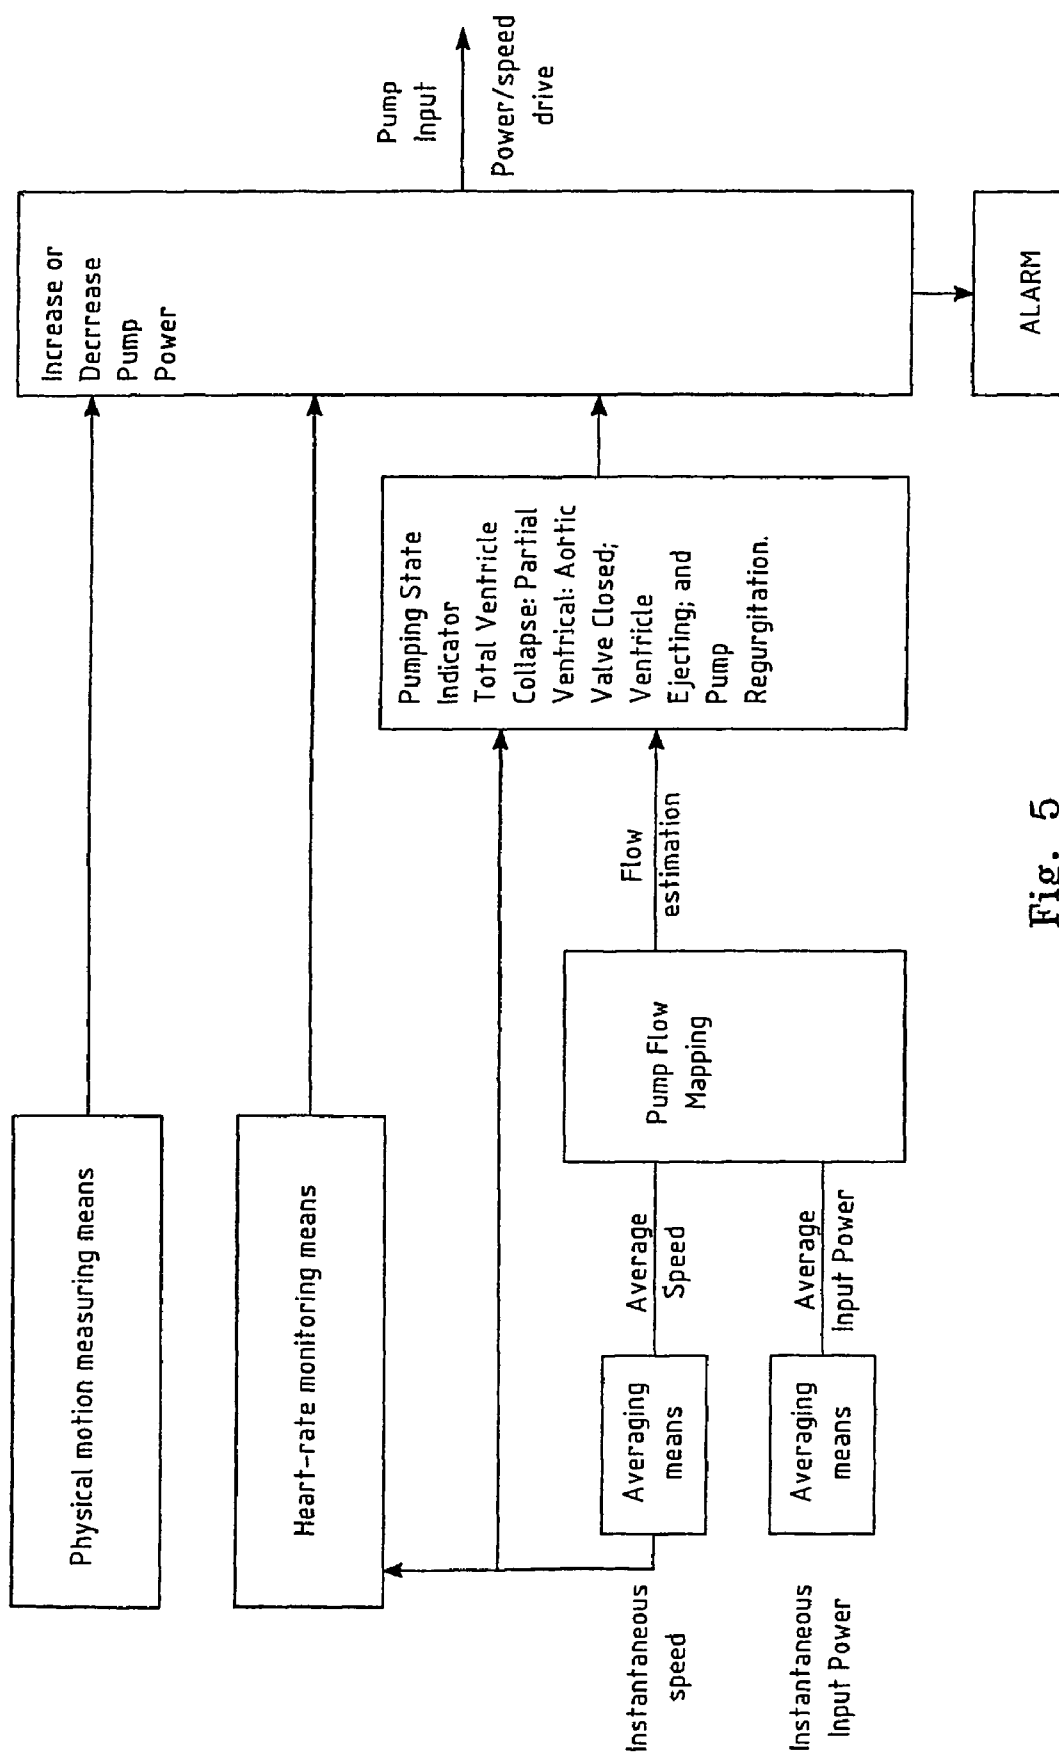 Physical motion measuring means
Increase or
Decrrease
Pump
Power
Heart-rate monitoring means
Pump
Input
Power/speed
drive
Pumping State
Indicator
Total Ventricle
Collapse: Partial
Ventrical: Aortic
Valve Closed;
Ventricle
Ejecting; and
Pump
Regurgitation.
Instantaneous
speed
Averaging
means
Average
Speed
Pump Flow
Mapping
Flow
estimation
Instantaneous
Input Power
Averaging
means
Average
Input Power
ALARM
Fig. 5